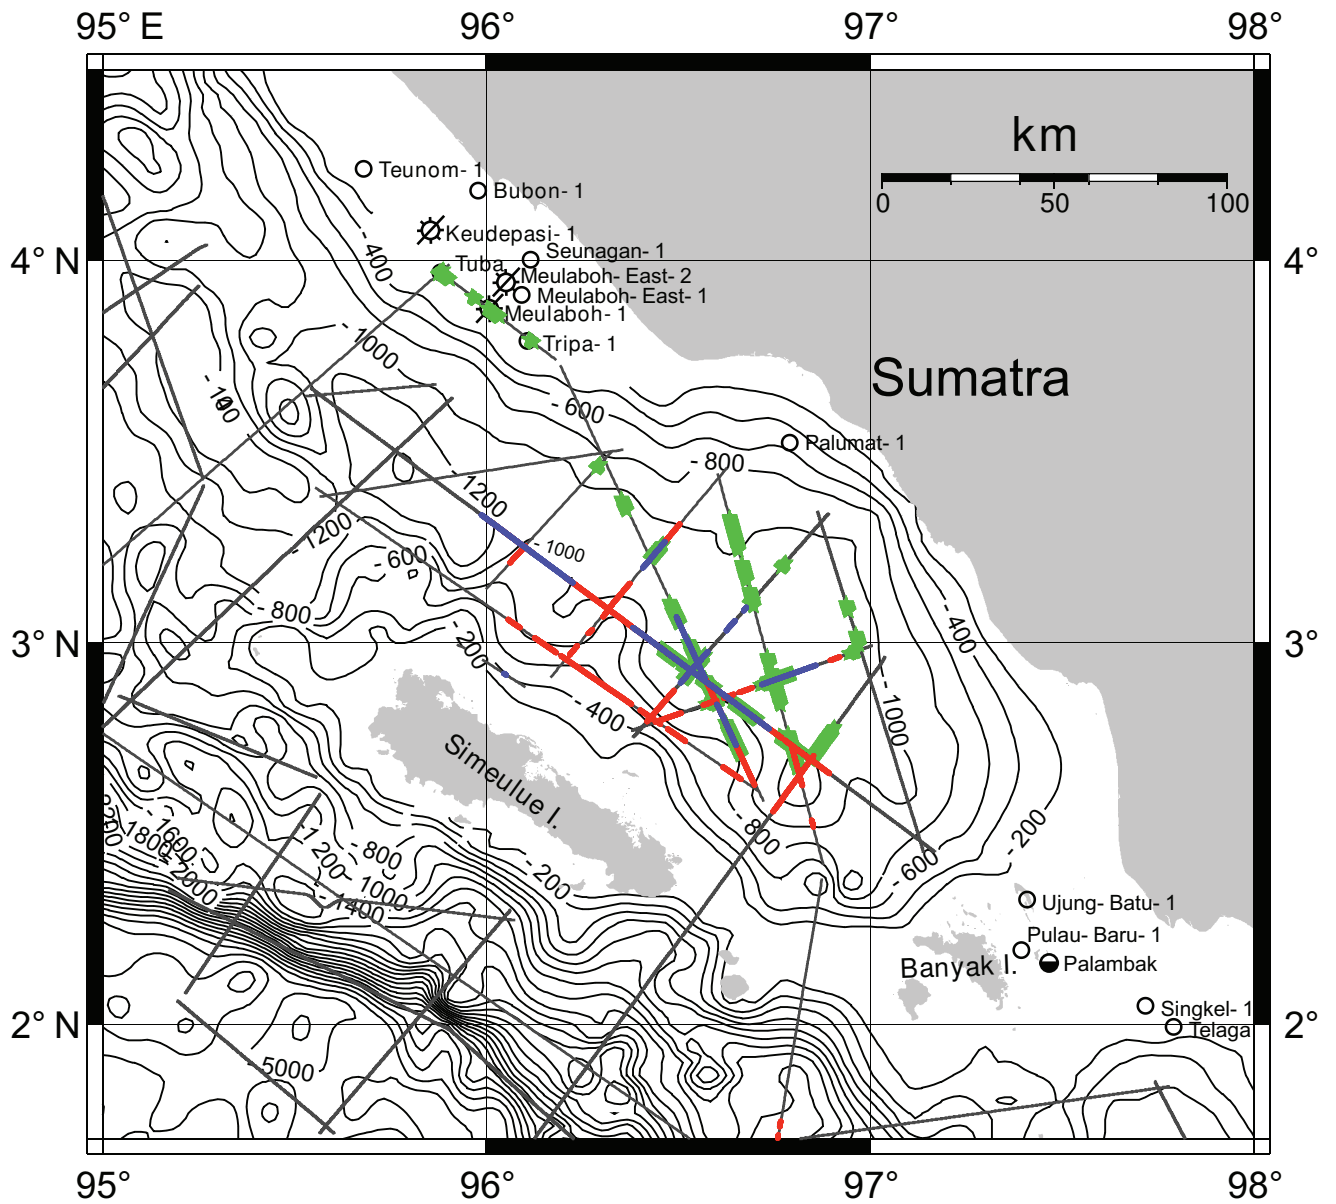 95° E 96° 97° 98°
km
0 50 100
Teunom- 1
Bubon- 1
Keudepasi- 1
Seunagan- 1
4° N
4°
- 400
Tuba
Meulaboh- East- 2
Meulaboh- East- 1
Meulaboh- 1
- 1000
Tripa- 1
Sumatra
- 600
Palumat- 1
- 800
- 1200
- 1200
- 1000
- 600
- 800
- 200
- 400
3° N
3°
- 400
- 1000
Simeulue I.
- 800
- 200
- 600
- 1600
- 1800
- 2000
- 800
- 200
- 1000
- 1400
- 200
Ujung- Batu- 1
Pulau- Baru- 1
Banyak I.
Palambak
Singkel- 1
Telaga
2° N
2°
- 5000
95° 96° 97° 98°